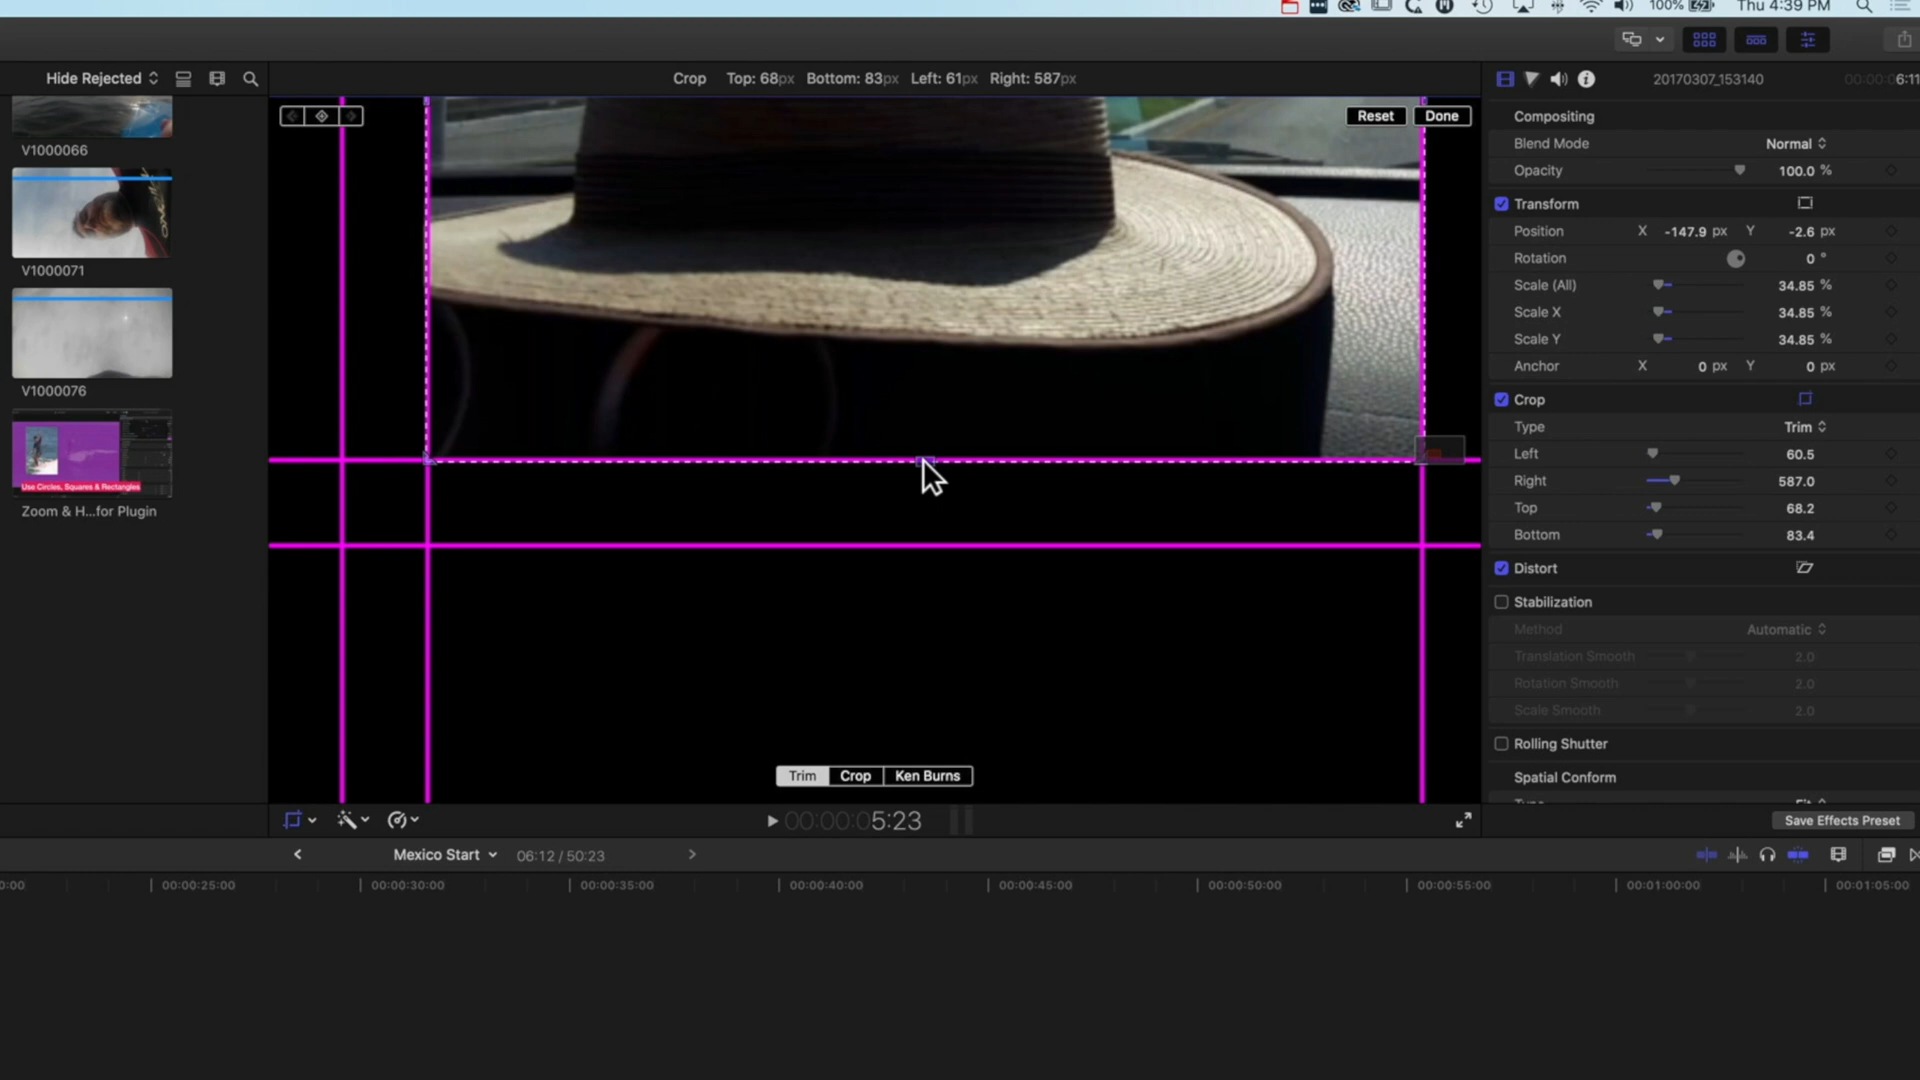 100% Thu 4:39 PM
Hide Rejected
Crop Top: 68px Bottom: 83px Left: 61px Right: 587px
20170307_153140 00:00:06:11
V1000066
V1000071
V1000076
Use Circles, Squares & Rectangles
Zoom & H...for Plugin
Reset Done
Compositing
Blend Mode Normal
Opacity 100.0 %
Transform
Position X -147.9 px Y -2.6 px
Rotation 0 °
Scale (All) 34.85 %
Scale X 34.85 %
Scale Y 34.85 %
Anchor X 0 px Y 0 px
Crop
Type Trim
Left 60.5
Right 587.0
Top 68.2
Bottom 83.4
Distort
Stabilization
Method Automatic
Translation Smooth 2.0
Rotation Smooth 2.0
Scale Smooth 2.0
Rolling Shutter
Spatial Conform
Trim Crop Ken Burns
00:00:05:23
Save Effects Preset
Mexico Start 06:12 / 50:23
0:00 00:00:25:00 00:00:30:00 00:00:35:00 00:00:40:00 00:00:45:00 00:00:50:00 00:00:55:00 00:01:00:00 00:01:05:00